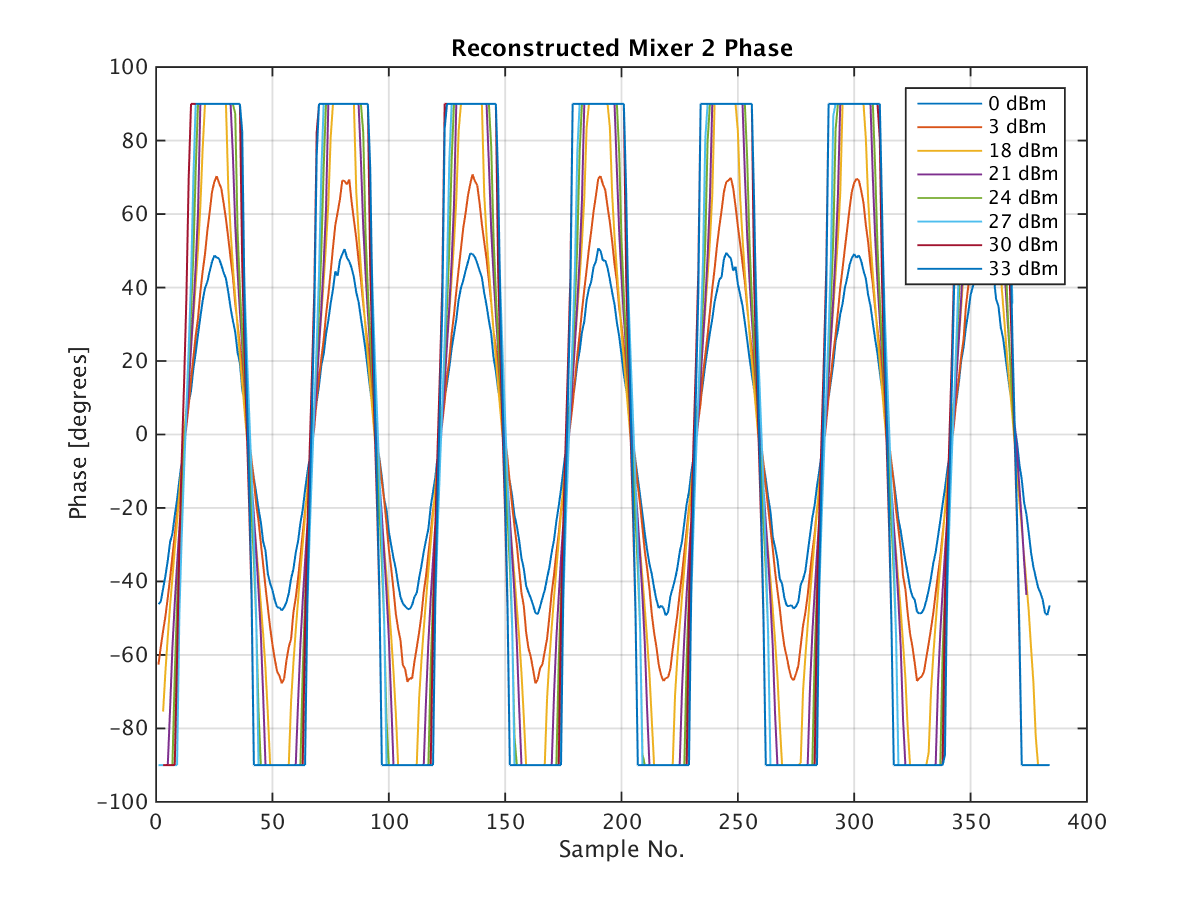 Reconstructed Mixer 2 Phase
100
80
60
40
20
0
−20
−40
−60
−80
−100
Phase [degrees]
0 dBm
3 dBm
18 dBm
21 dBm
24 dBm
27 dBm
30 dBm
33 dBm
0 50 100 150 200 250 300 350 400
Sample No.